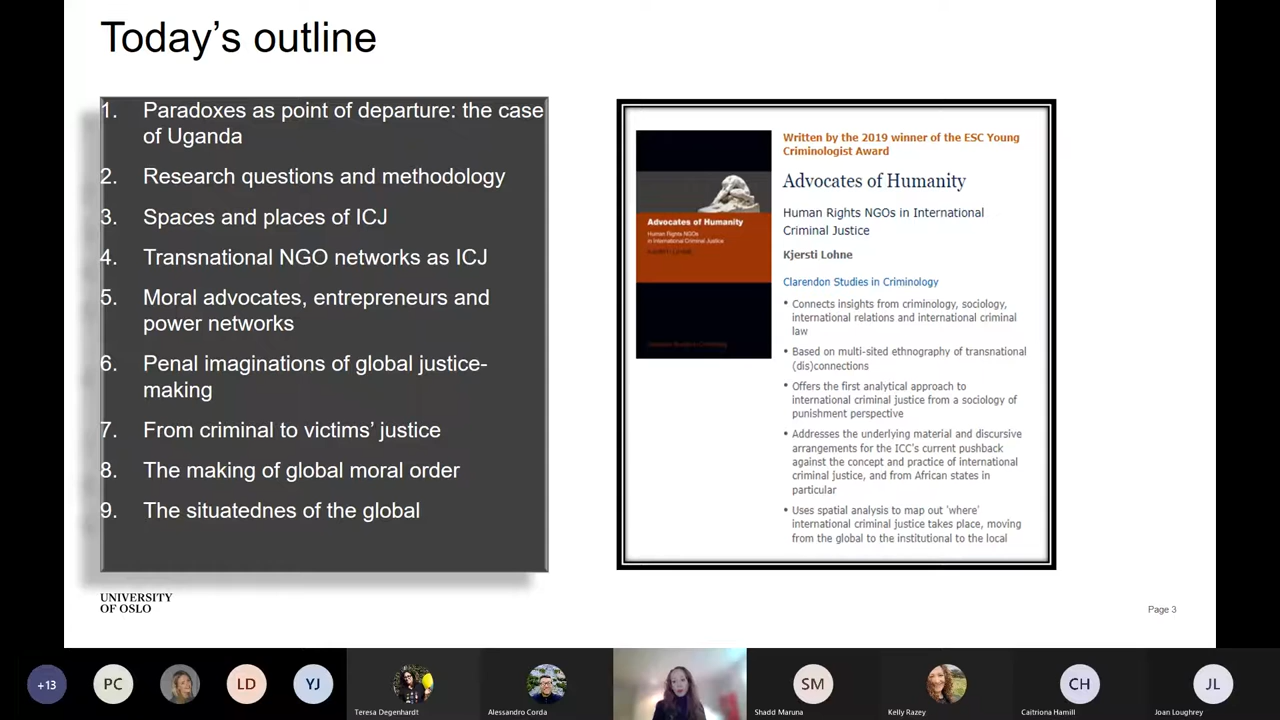 Today's outline
1. Paradoxes as point of departure: the case
of Uganda
2. Research questions and methodology
3. Spaces and places of ICJ
4. Transnational NGO networks as ICJ
5. Moral advocates, entrepreneurs and
power networks
6. Penal imaginations of global justice-
making
7. From criminal to victims' justice
8. The making of global moral order
9. The situatednes of the global
Advocates of Humanity
Human Rights NGOs
in International Criminal Justice
Written by the 2019 winner of the ESC Young
Criminologist Award
Advocates of Humanity
Human Rights NGOs in International
Criminal Justice
Kjersti Lohne
Clarendon Studies in Criminology
• Connects insights from criminology, sociology,
international relations and international criminal
law
• Based on multi-sited ethnography of transnational
(dis)connections
• Offers the first analytical approach to
international criminal justice from a sociology of
punishment perspective
• Addresses the underlying material and discursive
arrangements for the ICC's current pushback
against the concept and practice of international
criminal justice, and from African states in
particular
• Uses spatial analysis to map out 'where'
international criminal justice takes place, moving
from the global to the institutional to the local
UNIVERSITY
OF OSLO
Page 3
+13
PC
LD
YJ
SM
CH
JL
Teresa Degenhardt
Alessandro Corda
Shadd Maruna
Kelly Razey
Caitriona Hamill
Joan Loughrey